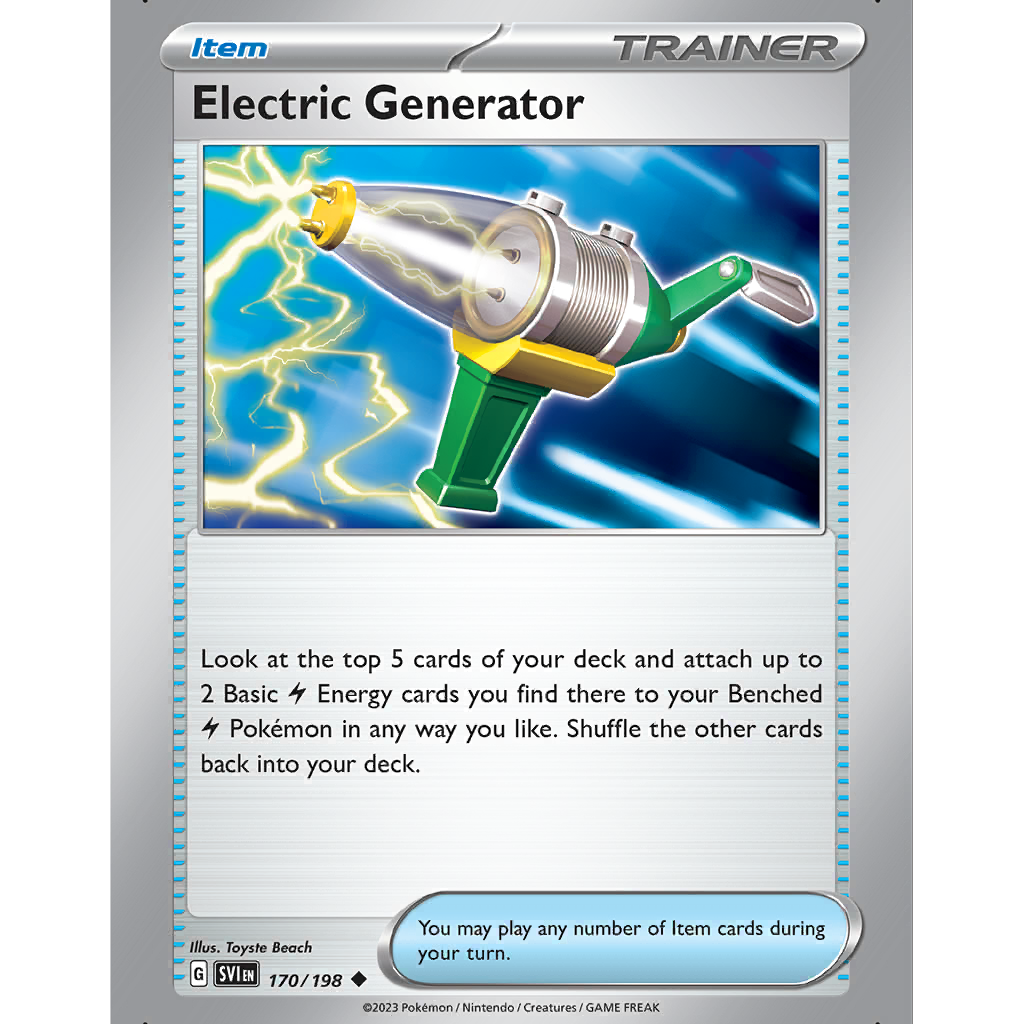 Item
TRAINER
Electric Generator
Look at the top 5 cards of your deck and attach up to
2 Basic Energy cards you find there to your Benched
Pokémon in any way you like. Shuffle the other cards
back into your deck.
You may play any number of Item cards during
your turn.
Illus. Toyste Beach
G SVI EN 170/198
©2023 Pokémon / Nintendo / Creatures / GAME FREAK